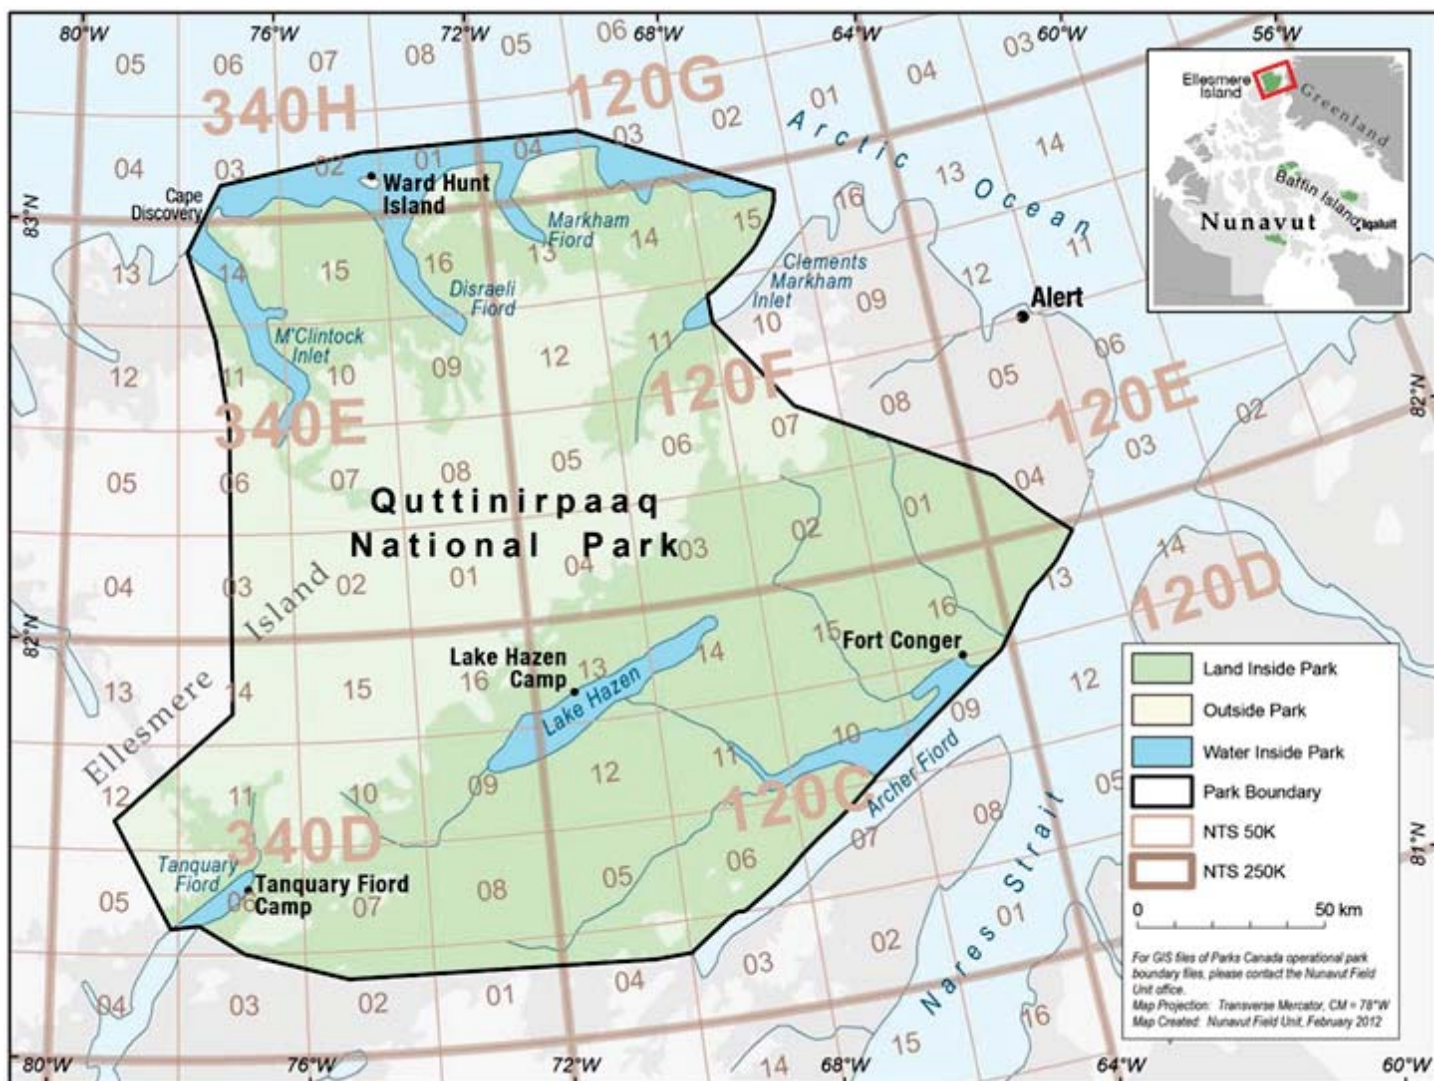 80°W 76°W 72°W 68°W 64°W 60°W 56°W
05 06 07 08 05 06 03
340H 120G
04 01
02
04 03 02 01 04 03
Arctic Ocean
13 14
Cape
Discovery
Ward Hunt
Island
Markham
Fiord
83°N
13 14 15 16 13 14 15 16
12 11
Disraeli
Fiord
Clements
Markham
Inlet
Alert
M'Clintock
Inlet
12 11 10 09 12 11 10 09
05 06
340E 120F 120E
08
82°N
02
05 06 07 08 05 06 07
03
04
Quttinirpaaq
National Park
04 03 02 01 04 03 02 01
14
13
120D
Ellesmere Island
82°N
Lake Hazen
Camp
Lake Hazen
Fort Conger
13 14 15 16 13 14 15 16
12
12 11 10 09 12 11 10 09
05
340D 120C
Archer Fiord
81°N
Tanquary
Fiord
Tanquary Fiord
Camp
05 06 07 08 05 06 07 08
Nares Strait
04 03 02 01 04 03 02 01
14 15 16
80°W 76°W 72°W 68°W 64°W 60°W
Ellesmere
Island
Greenland
Baffin Island
Iqaluit
Nunavut
Land Inside Park
Outside Park
Water Inside Park
Park Boundary
NTS 50K
NTS 250K
0 50 km
For GIS files of Parks Canada operational park
boundary files, please contact the Nunavut Field
Unit office.
Map Projection: Transverse Mercator, CM = 78°W
Map Created: Nunavut Field Unit, February 2012